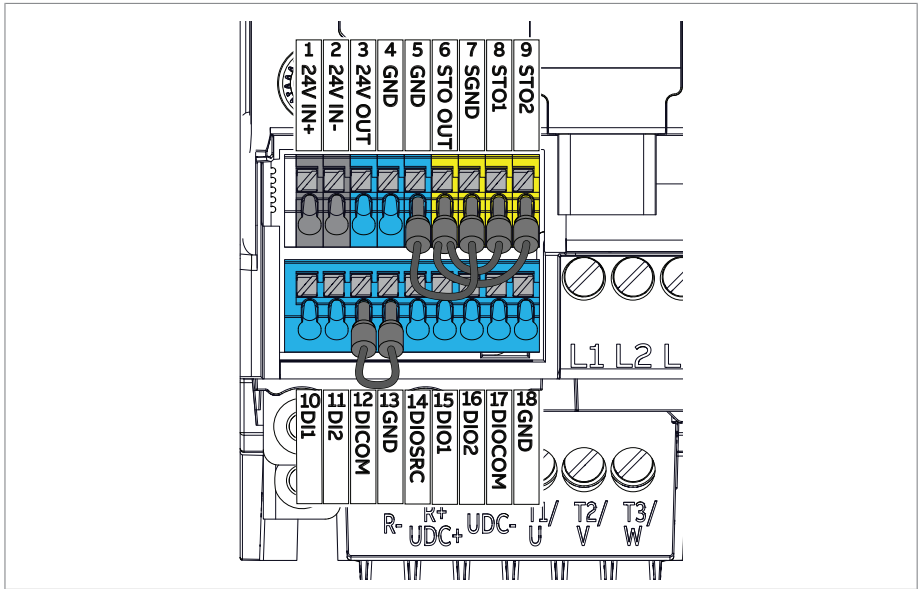 1 24V IN+
2 24V IN-
3 24V OUT
4 GND
5 GND
6 STO OUT
7 SGND
8 STO1
9 STO2
L1 L2 L
10 DI1
11 DI2
12 DICOM
13 GND
14 DIOSRC
15 DIO1
16 DIO2
17 DIOCOM
18 GND
R- R+ UDC- T1/ T2/ T3/
UDC+ U V W